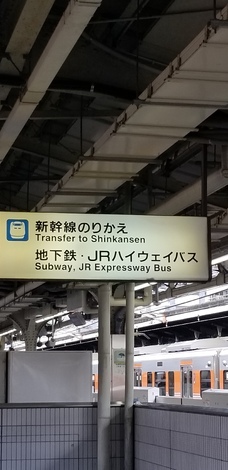 新幹線のりかえ
Transfer to Shinkansen
地下鉄・JRハイウェイバス
Subway, JR Expressway Bus